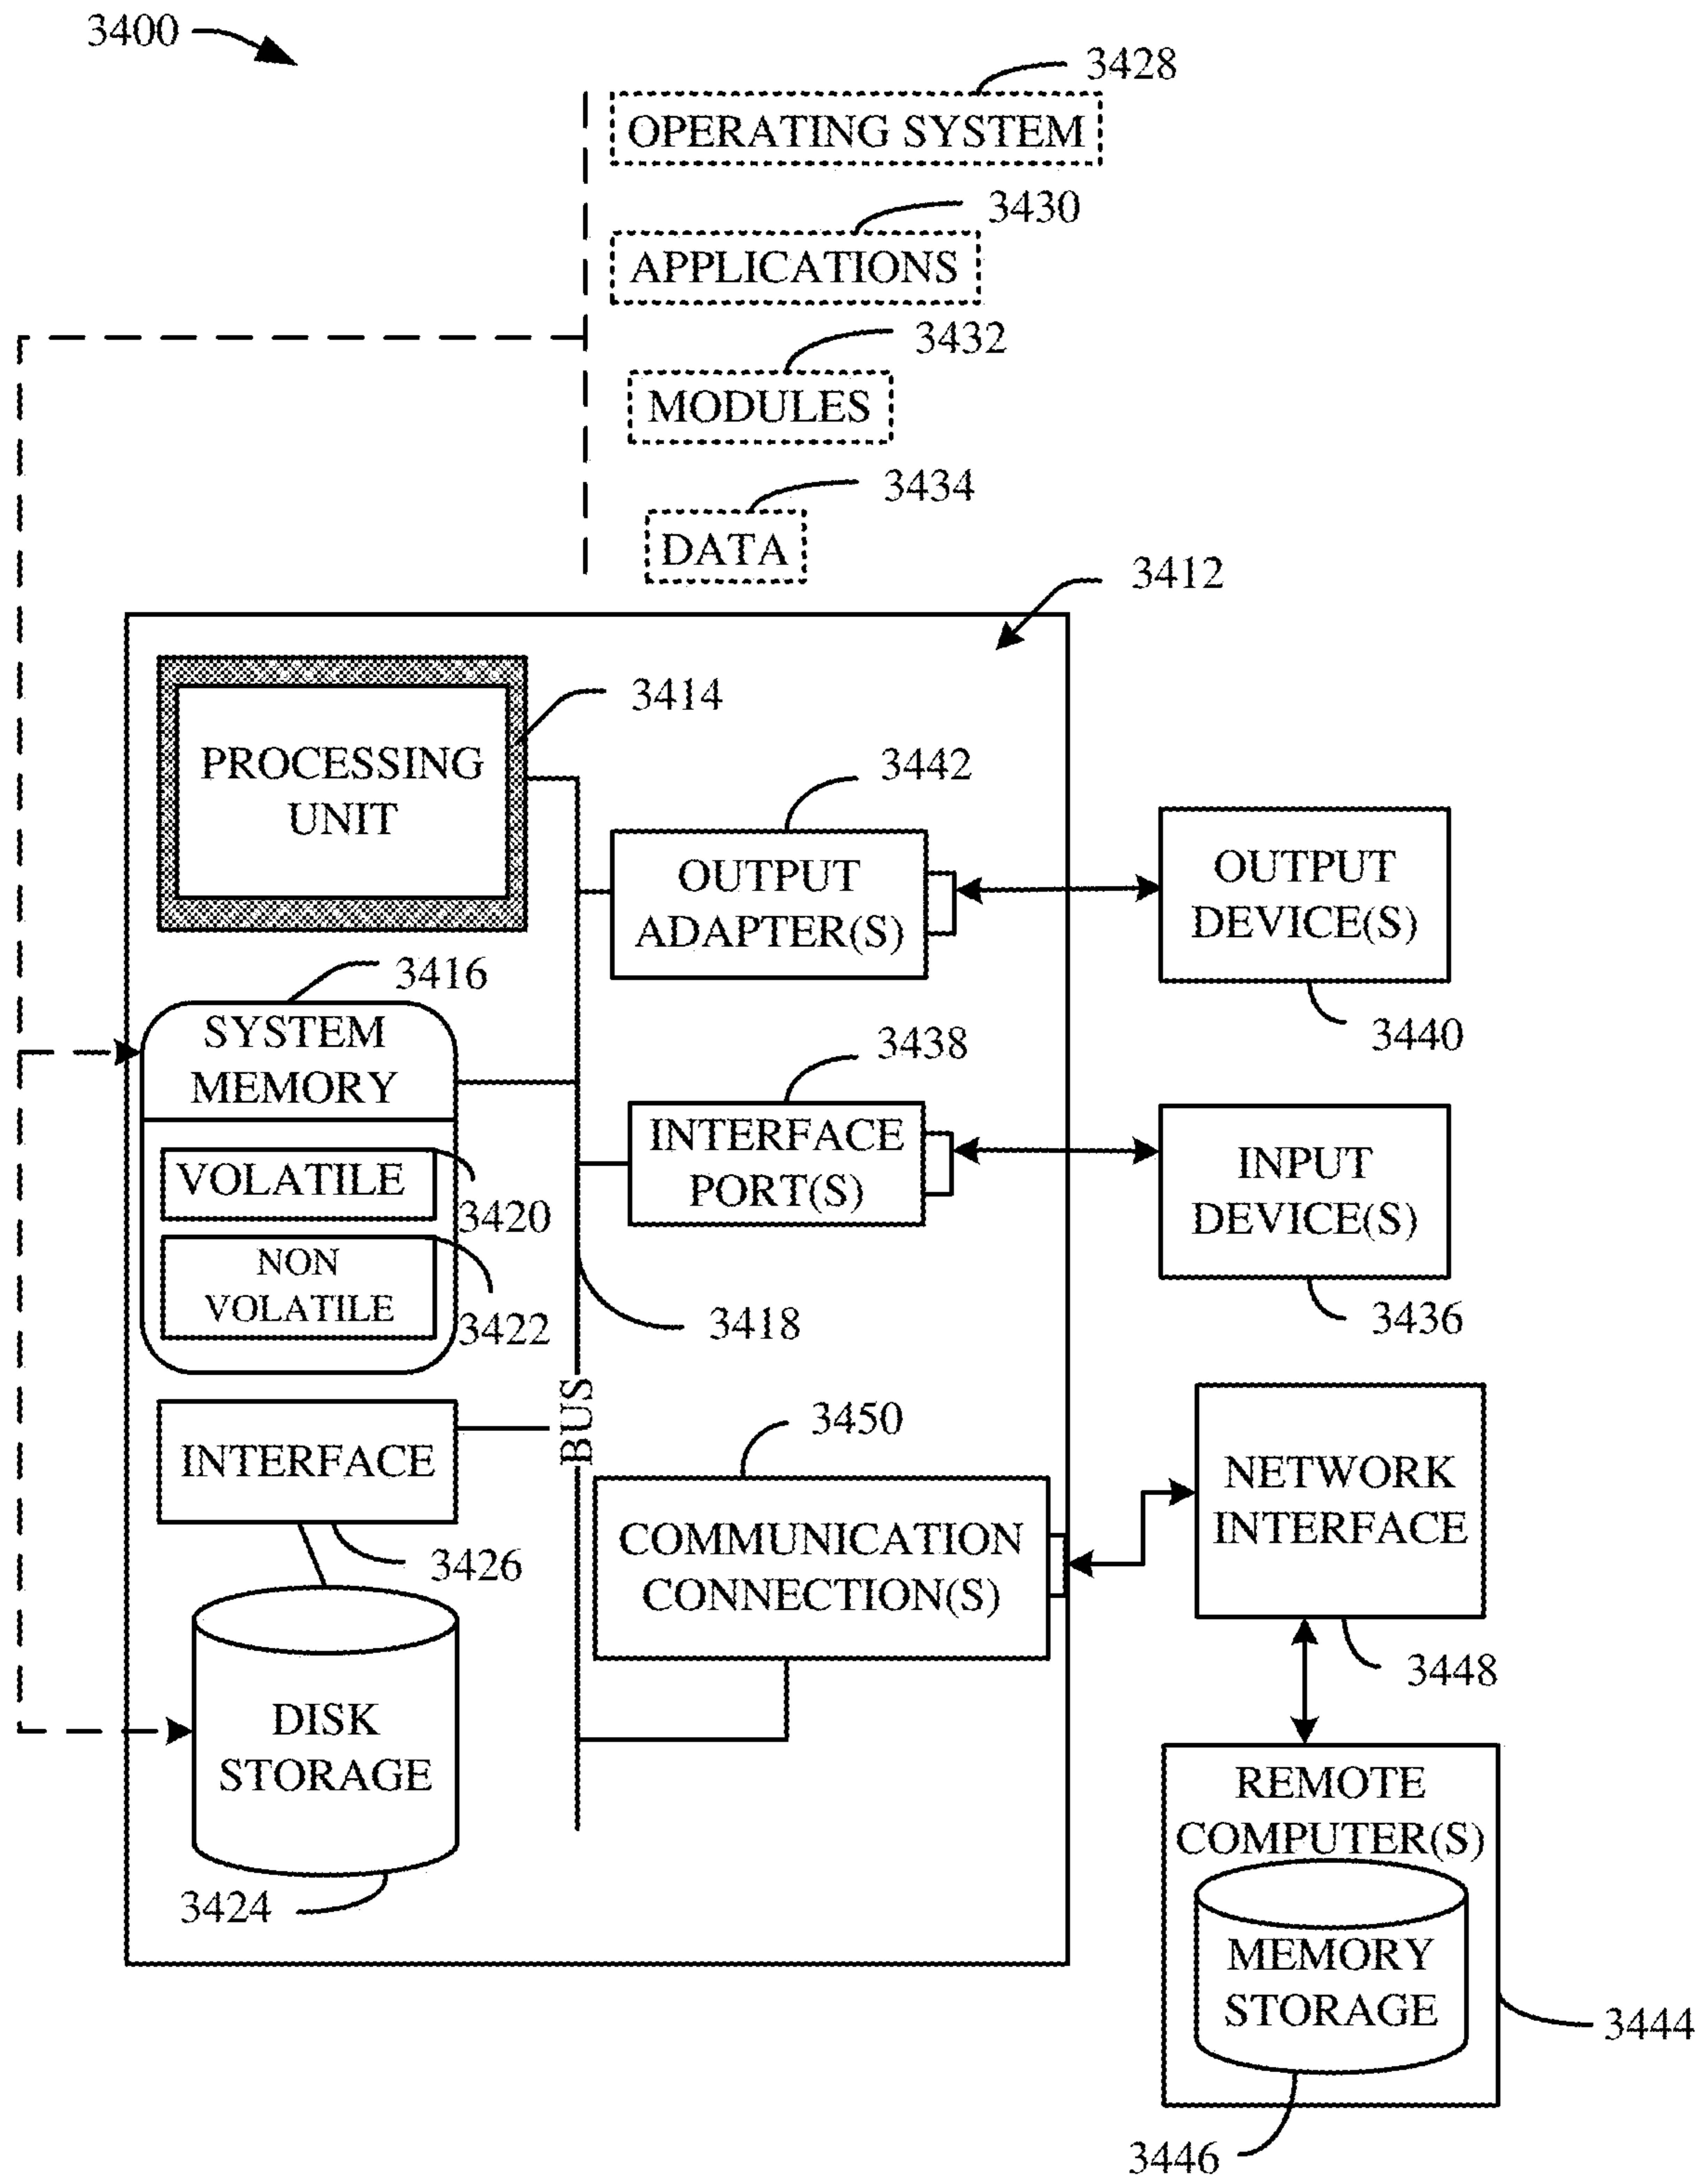 3400
3428
OPERATING SYSTEM
3430
APPLICATIONS
3432
MODULES
3434
DATA
3412
3414
PROCESSING
UNIT
3442
OUTPUT
ADAPTER(S)
OUTPUT
DEVICE(S)
3440
3416
SYSTEM
MEMORY
VOLATILE
3420
NON
VOLATILE
3422
3438
INTERFACE
PORT(S)
INPUT
DEVICE(S)
3436
3418
BUS
INTERFACE
3426
3450
COMMUNICATION
CONNECTION(S)
NETWORK
INTERFACE
3448
DISK
STORAGE
3424
REMOTE
COMPUTER(S)
MEMORY
STORAGE
3444
3446